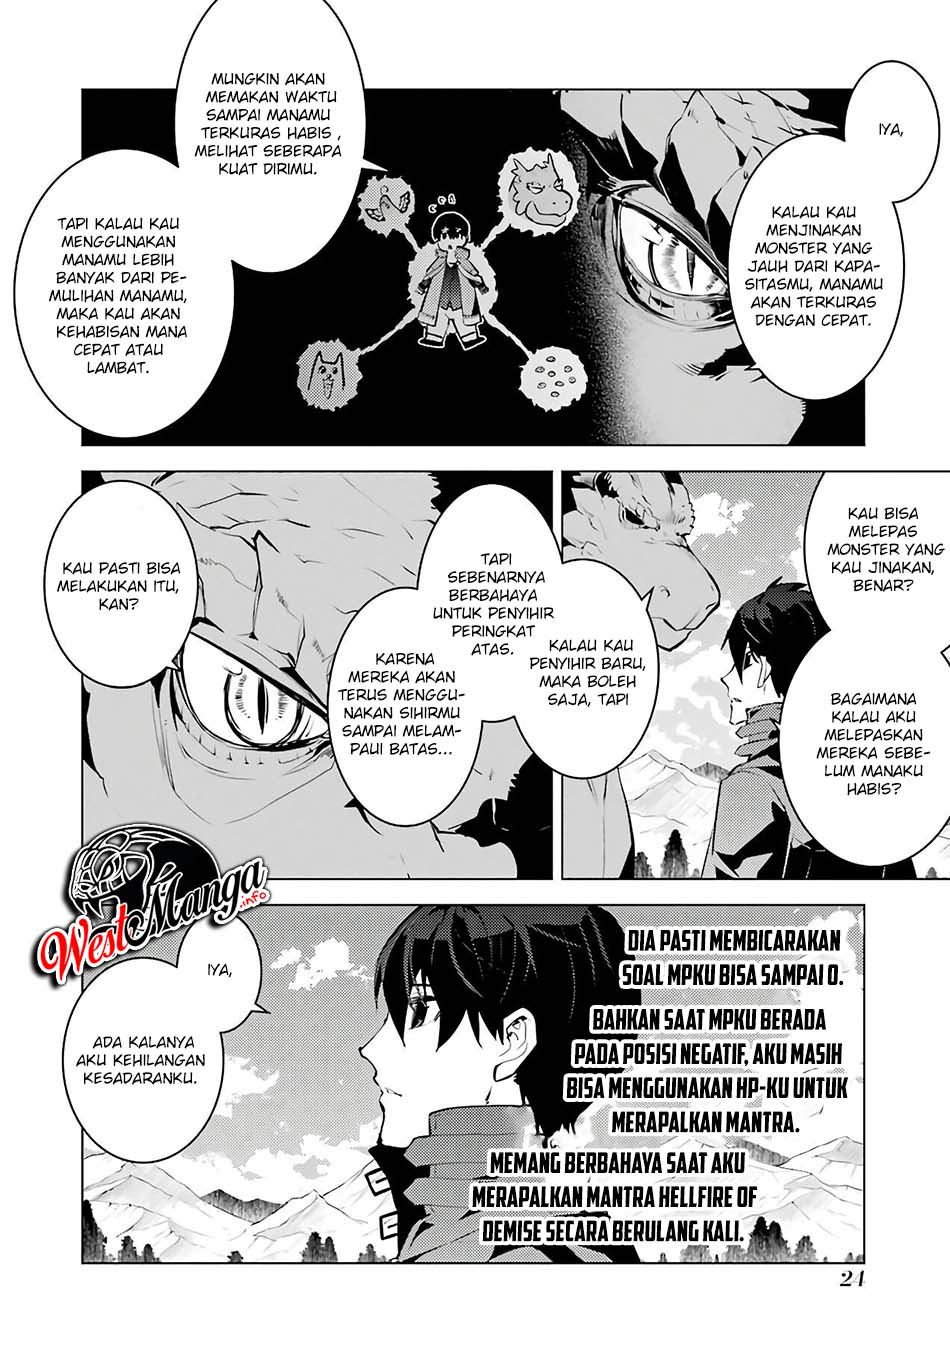 IYA,
KALAU KAU
MENJINAKAN
MONSTER YANG
JAUH DARI KAPA-
SITASMU, MANAMU
AKAN TERKURAS
DENGAN CEPAT.
MUNGKIN AKAN
MEMAKAN WAKTU
SAMPAI MANAMU
TERKURAS HABIS ,
MELIHAT SEBERAPA
KUAT DIRIMU.
TAPI KALAU KAU
MENGGUNAKAN
MANAMU LEBIH
BANYAK DARI PE-
MULIHAN MANAMU,
MAKA KAU AKAN
KEHABISAN MANA
CEPAT ATAU
LAMBAT.
KAU BISA
MELEPAS
MONSTER YANG
KAU JINAKAN,
BENAR?
BAGAIMANA
KALAU AKU
MELEPASKAN
MEREKA SEBE-
LUM MANAKU
HABIS?
KALAU KAU
PENYIHIR BARU,
MAKA BOLEH
SAJA, TAPI
TAPI
SEBENARNYA
BERBAHAYA
UNTUK PENYIHIR
PERINGKAT
ATAS.
KARENA
MEREKA AKAN
TERUS MENGGU-
NAKAN SIHIRMU
SAMPAI MELAM-
PAUI BATAS...
KAU PASTI BISA
MELAKUKAN ITU,
KAN?
DIA PASTI MEMBICARAKAN
SOAL MPKU BISA SAMPAI 0.
BAHKAN SAAT MPKU BERADA
PADA POSISI NEGATIF, AKU MASIH
BISA MENGGUNAKAN HP-KU UNTUK
MERAPALKAN MANTRA.
MEMANG BERBAHAYA SAAT AKU
MERAPALKAN MANTRA HELLFIRE OF
DEMISE SECARA BERULANG KALI.
IYA,
ADA KALANYA
AKU KEHILANGAN
KESADARANKU.
WestManga
.info
24